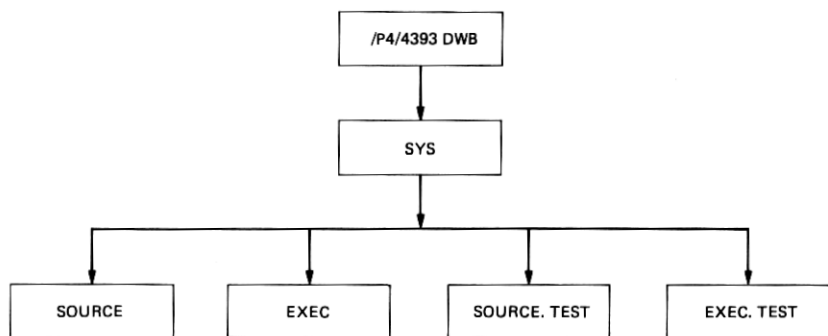 /P4/4393 DWB
SYS
SOURCE
EXEC
SOURCE. TEST
EXEC. TEST